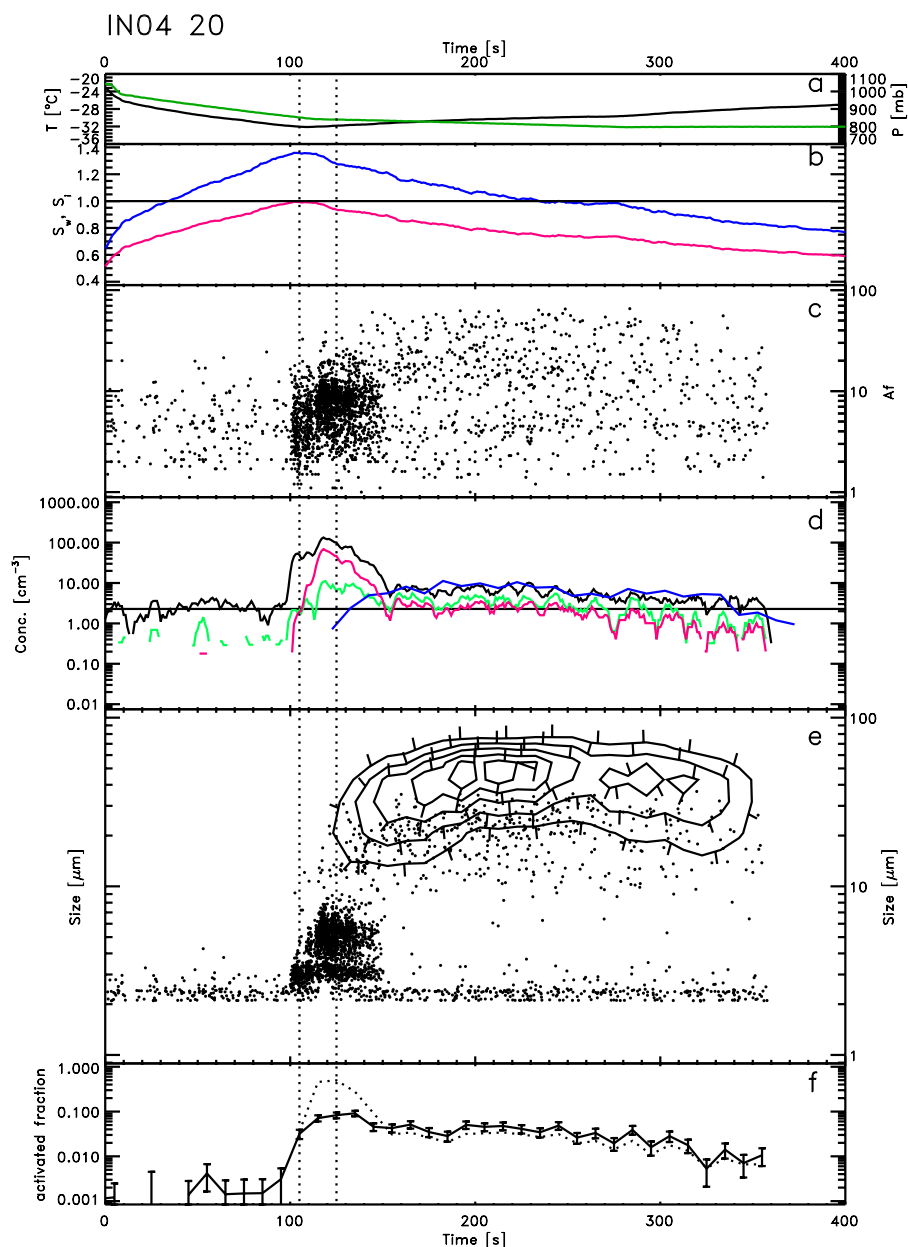 IN04 20
Time [s]
0 100 200 300 400
a
T [°C]
-20
-24
-28
-32
-36
P [mb]
1100
1000
900
800
700
b
S_w, S_i
1.4
1.2
1.0
0.8
0.6
0.4
c
Af
100
10
1
d
Conc. [cm⁻³]
1000.00
100.00
10.00
1.00
0.10
0.01
e
Size [μm]
Size [μm]
100
10
1
f
activated fraction
1.000
0.100
0.010
0.001
0 100 200 300 400
Time [s]